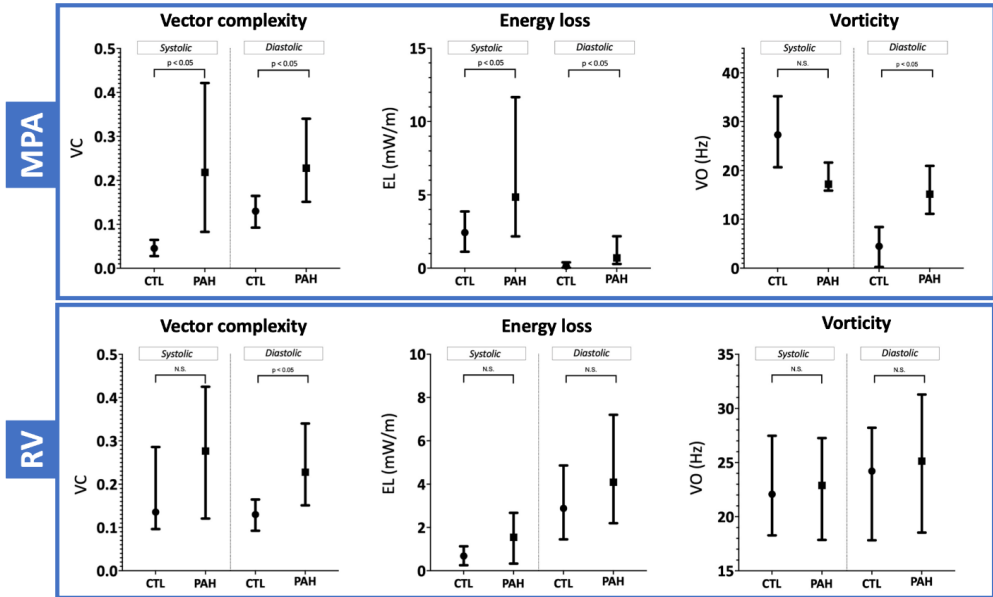 MPA
Vector complexity
Energy loss
Vorticity
Systolic
Diastolic
Systolic
Diastolic
Systolic
Diastolic
p < 0.05
p < 0.05
p < 0.05
p < 0.05
N.S.
p < 0.05
VC
0.5
0.4
0.3
0.2
0.1
0.0
CTL PAH CTL PAH
EL (mW/m)
15
10
5
0
CTL PAH CTL PAH
VO (Hz)
40
30
20
10
0
CTL PAH CTL PAH
RV
Vector complexity
Energy loss
Vorticity
Systolic
Diastolic
Systolic
Diastolic
Systolic
Diastolic
N.S.
p < 0.05
N.S.
N.S.
N.S.
N.S.
VC
0.5
0.4
0.3
0.2
0.1
0.0
CTL PAH CTL PAH
EL (mW/m)
10
8
6
4
2
0
CTL PAH CTL PAH
VO (Hz)
35
30
25
20
15
CTL PAH CTL PAH